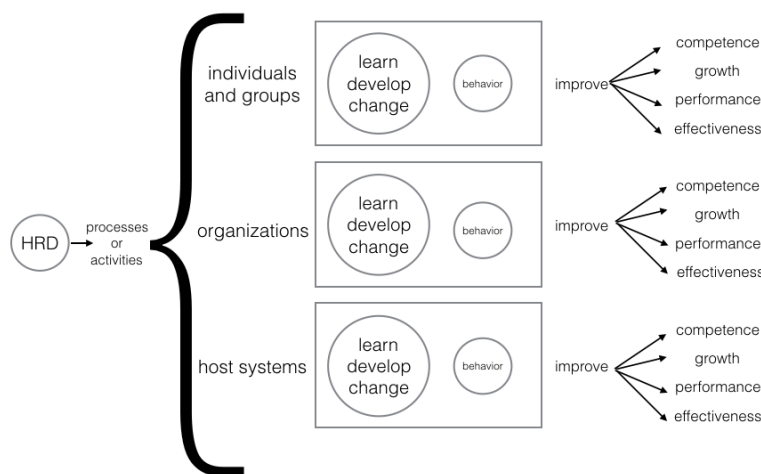 HRD
processes
or
activities
individuals
and groups
learn
develop
change
behavior
improve
competence
growth
performance
effectiveness
organizations
learn
develop
change
behavior
improve
competence
growth
performance
effectiveness
host systems
learn
develop
change
behavior
improve
competence
growth
performance
effectiveness